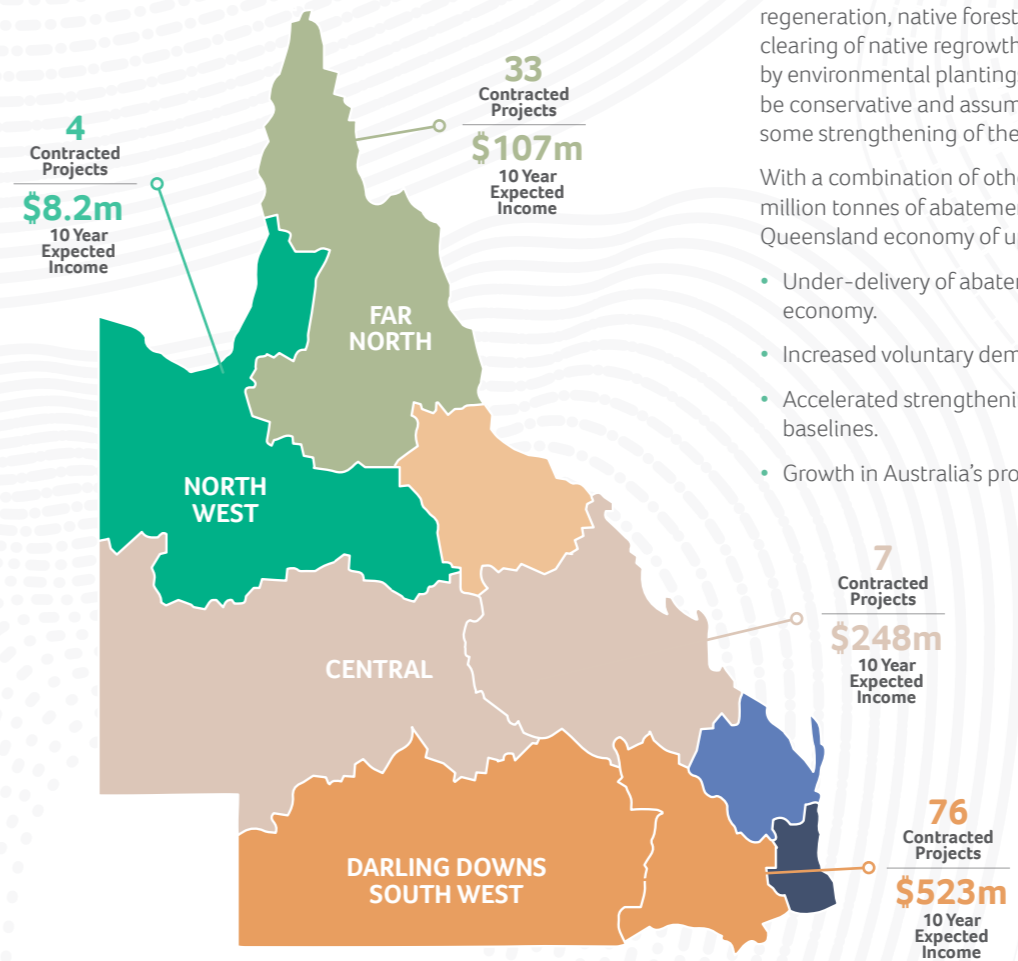 4
Contracted
Projects
$8.2m
10 Year
Expected
Income
33
Contracted
Projects
$107m
10 Year
Expected
Income
FAR
NORTH
NORTH
WEST
CENTRAL
DARLING DOWNS
SOUTH WEST
7
Contracted
Projects
$248m
10 Year
Expected
Income
76
Contracted
Projects
$523m
10 Year
Expected
Income
regeneration, native forest
clearing of native regrowth
by environmental plantings
be conservative and assum
some strengthening of the
With a combination of othe
million tonnes of abatemer
Queensland economy of u
• Under-delivery of abater
economy.
• Increased voluntary dem
• Accelerated strengtheni
baselines.
• Growth in Australia's pro